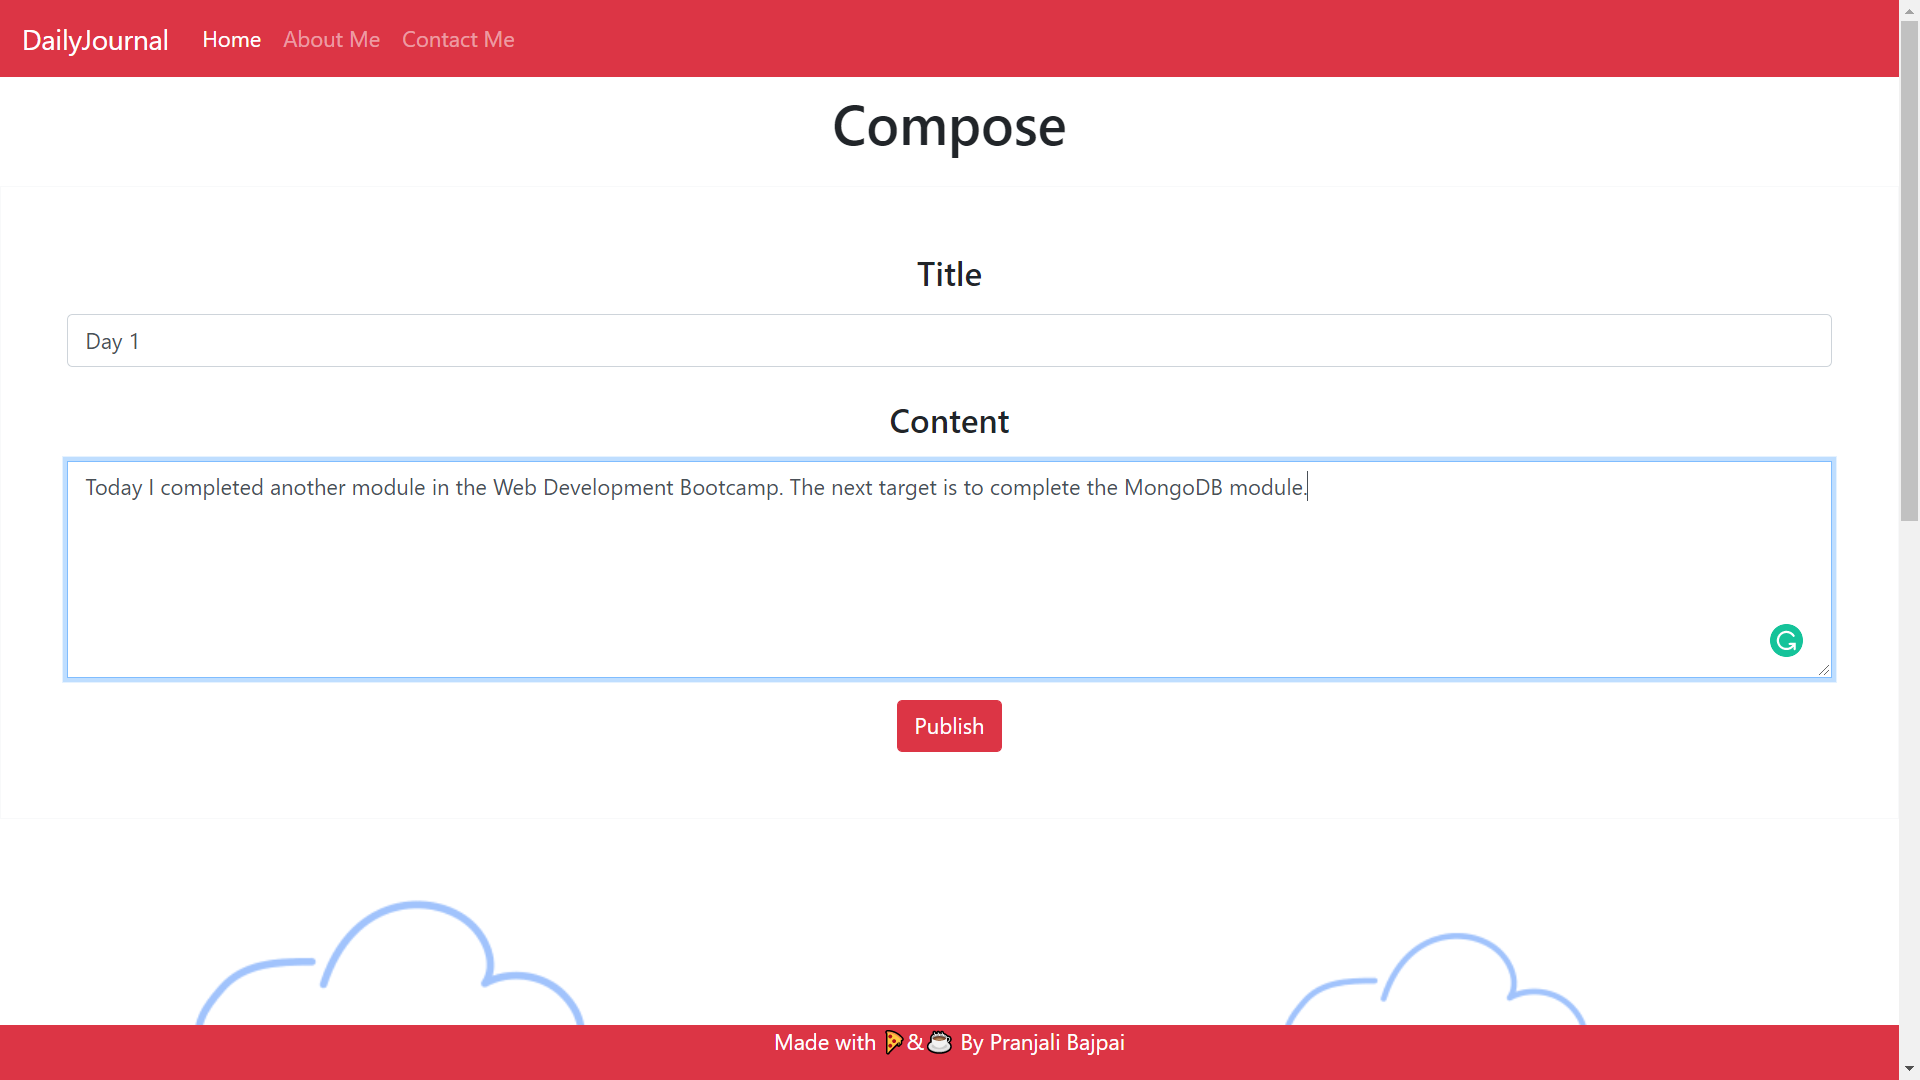 DailyJournal Home About Me Contact Me
Compose
Title
Day 1
Content
Today I completed another module in the Web Development Bootcamp. The next target is to complete the MongoDB module.
Publish
Made with 🍕&☕ By Pranjali Bajpai